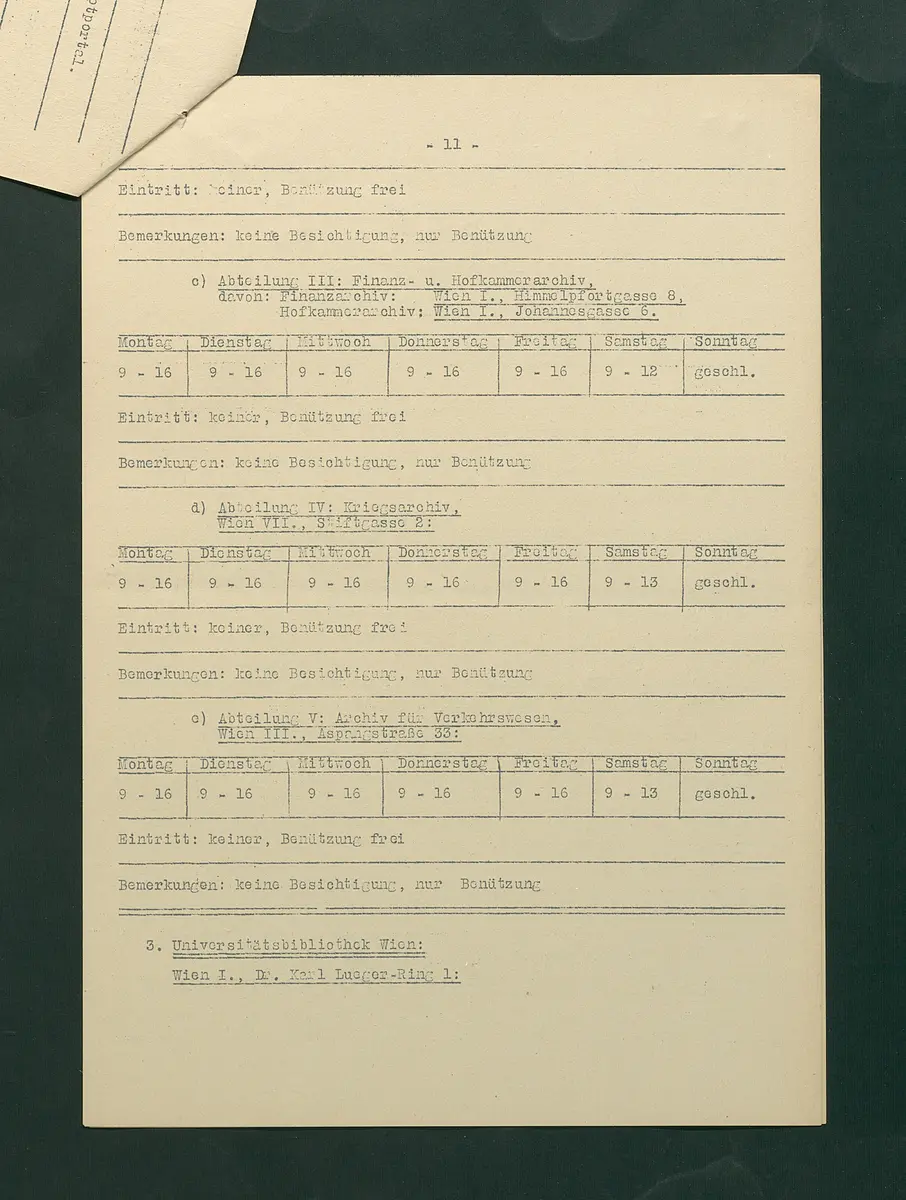 otportal.
- 11 -
Eintritt: keiner, Benützung frei
Bemerkungen: keine Besichtigung, nur Benützung
c) Abteilung III: Finanz- u. Hofkammerarchiv,
davon: Finanzarchiv: Wien I., Himmelpfortgasse 8,
Hofkammerarchiv: Wien I., Johannesgasse 6.
Montag Dienstag Mittwoch Donnerstag Freitag Samstag Sonntag
9 - 16 9 - 16 9 - 16 9 - 16 9 - 16 9 - 12 geschl.
Eintritt: keiner, Benützung frei
Bemerkungen: keine Besichtigung, nur Benützung
d) Abteilung IV: Kriegsarchiv,
Wien VII., Stiftgasse 2:
Montag Dienstag Mittwoch Donnerstag Freitag Samstag Sonntag
9 - 16 9 - 16 9 - 16 9 - 16 9 - 16 9 - 13 geschl.
Eintritt: keiner, Benützung frei
Bemerkungen: keine Besichtigung, nur Benützung
e) Abteilung V: Archiv für Verkehrswesen,
Wien III., Aspangstraße 33:
Montag Dienstag Mittwoch Donnerstag Freitag Samstag Sonntag
9 - 16 9 - 16 9 - 16 9 - 16 9 - 16 9 - 13 geschl.
Eintritt: keiner, Benützung frei
Bemerkungen: keine Besichtigung, nur Benützung
3. Universitätsbibliothek Wien:
Wien I., Dr. Karl Lueger-Ring 1: